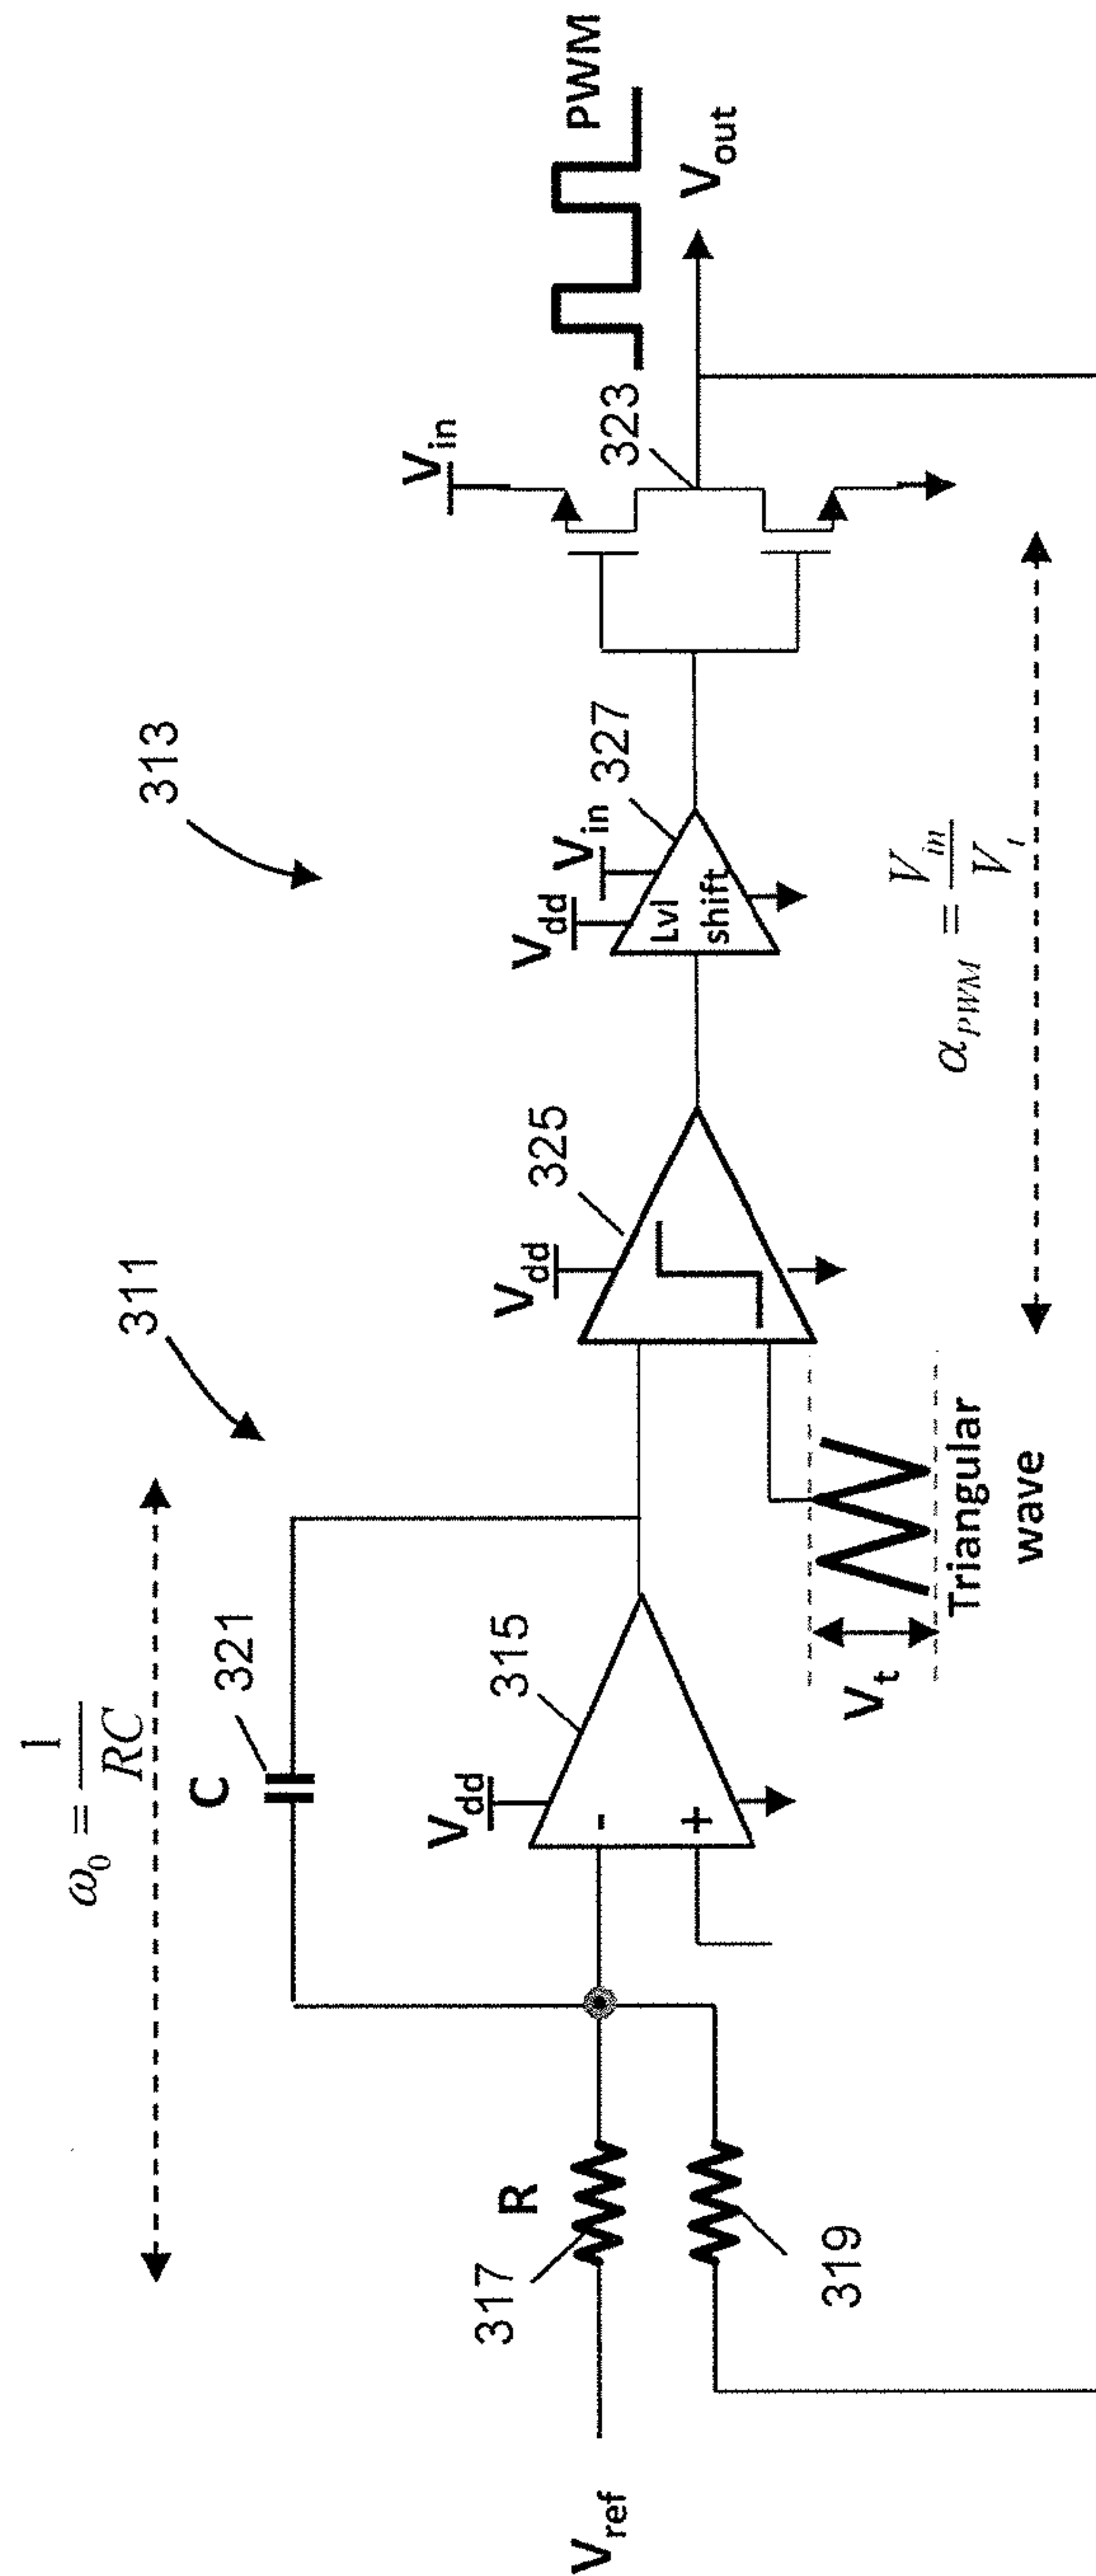 ω₀ = 1/RC
311
313
C
321
V_dd
315
-
+
V_ref
317
R
319
V_t
Triangular
wave
V_dd
325
V_dd
V_in
327
Lvl
shift
V_in
323
PWM
V_out
α_PWM = V_in/V_t